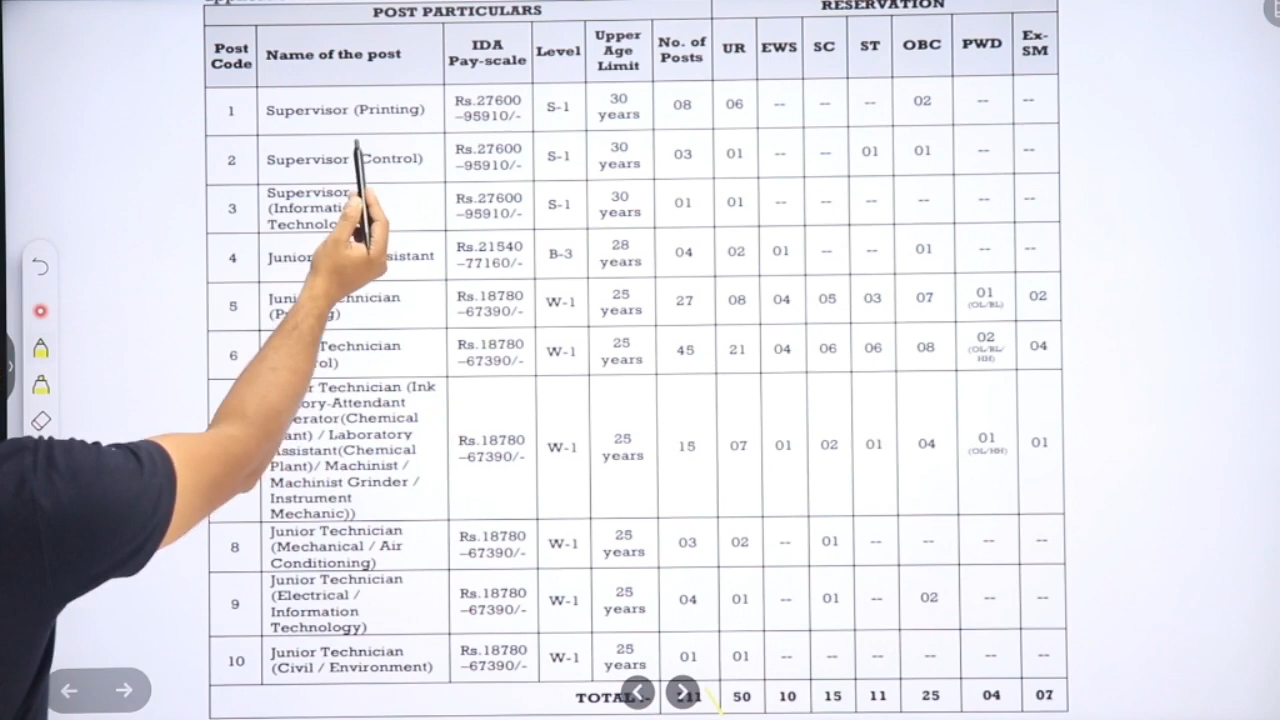 POST PARTICULARS RESERVATION
Post Code Name of the post IDA Pay-scale Level Upper Age Limit No. of Posts UR EWS SC ST OBC PWD Ex-SM
1 Supervisor (Printing) Rs.27600 –95910/- S-1 30 years 08 06 -- -- -- 02 -- --
2 Supervisor Control) Rs.27600 –95910/- S-1 30 years 03 01 -- -- 01 01 -- --
3 Supervisor Rs.27600 –95910/- S-1 30 years 01 01 -- -- -- -- -- --
4 Junior Rs.21540 –77160/- B-3 28 years 04 02 01 -- -- 01 -- --
5 Rs.18780 –67390/- W-1 25 years 27 08 04 05 03 07 01 (OL/BL) 02
6 Technician Rs.18780 –67390/- W-1 25 years 45 21 04 06 06 08 02 (OL/BL/HH) 04
Technician (Ink
Plant) / Laboratory
Assistant(Chemical
Plant)/ Machinist /
Machinist Grinder /
Instrument
Mechanic)) Rs.18780 –67390/- W-1 25 years 15 07 01 02 01 04 01 (OL/HH) 01
8 Junior Technician (Mechanical / Air Conditioning) Rs.18780 –67390/- W-1 25 years 03 02 -- 01 -- -- -- --
9 Junior Technician (Electrical / Information Technology) Rs.18780 –67390/- W-1 25 years 04 01 -- 01 -- 02 -- --
10 Junior Technician (Civil / Environment) Rs.18780 –67390/- W-1 25 years 01 01 -- -- -- -- -- --
TOTAL 50 10 15 11 25 04 07